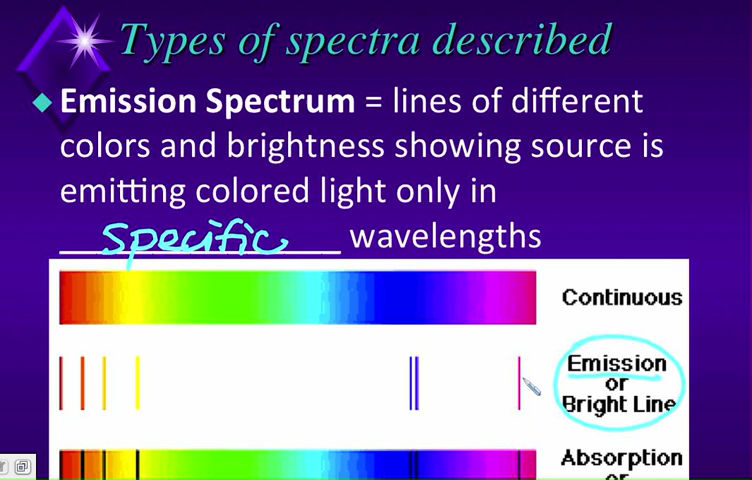 Types of spectra described
Emission Spectrum = lines of different
colors and brightness showing source is
emitting colored light only in
specific wavelengths
Continuous
Emission
or
Bright Line
Absorption
or